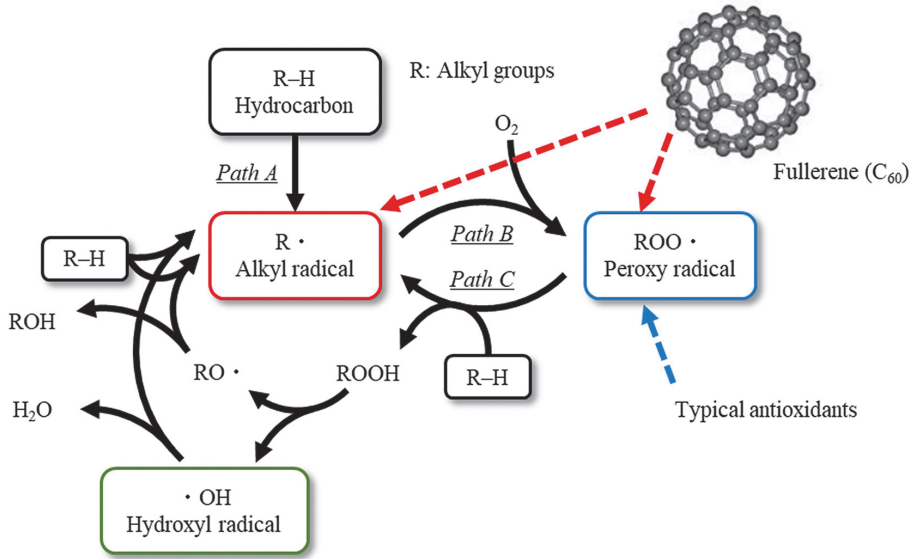 R–H
Hydrocarbon
R: Alkyl groups
O₂
Fullerene (C₆₀)
Path A
R・
Alkyl radical
Path B
ROO・
Peroxy radical
R–H
Path C
ROH
RO・
ROOH
R–H
H₂O
Typical antioxidants
・OH
Hydroxyl radical